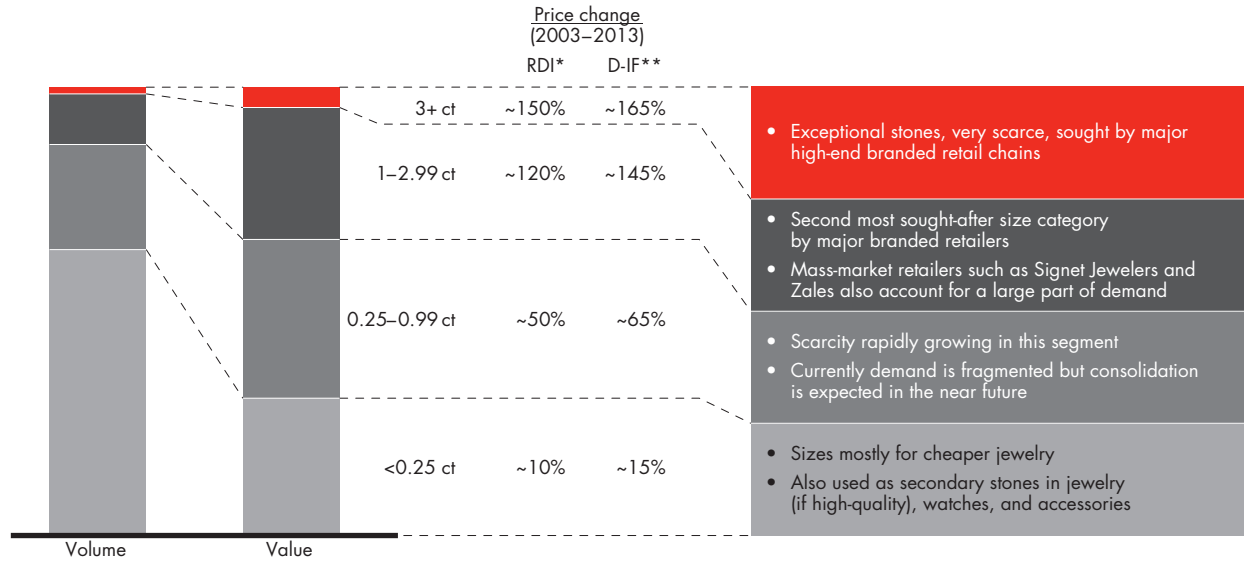 Price change
(2003–2013)
RDI* D-IF**
3+ ct ~150% ~165%
• Exceptional stones, very scarce, sought by major
high-end branded retail chains
1–2.99 ct ~120% ~145%
• Second most sought-after size category
by major branded retailers
• Mass-market retailers such as Signet Jewelers and
Zales also account for a large part of demand
0.25–0.99 ct ~50% ~65%
• Scarcity rapidly growing in this segment
• Currently demand is fragmented but consolidation
is expected in the near future
<0.25 ct ~10% ~15%
• Sizes mostly for cheaper jewelry
• Also used as secondary stones in jewelry
(if high-quality), watches, and accessories
Volume Value